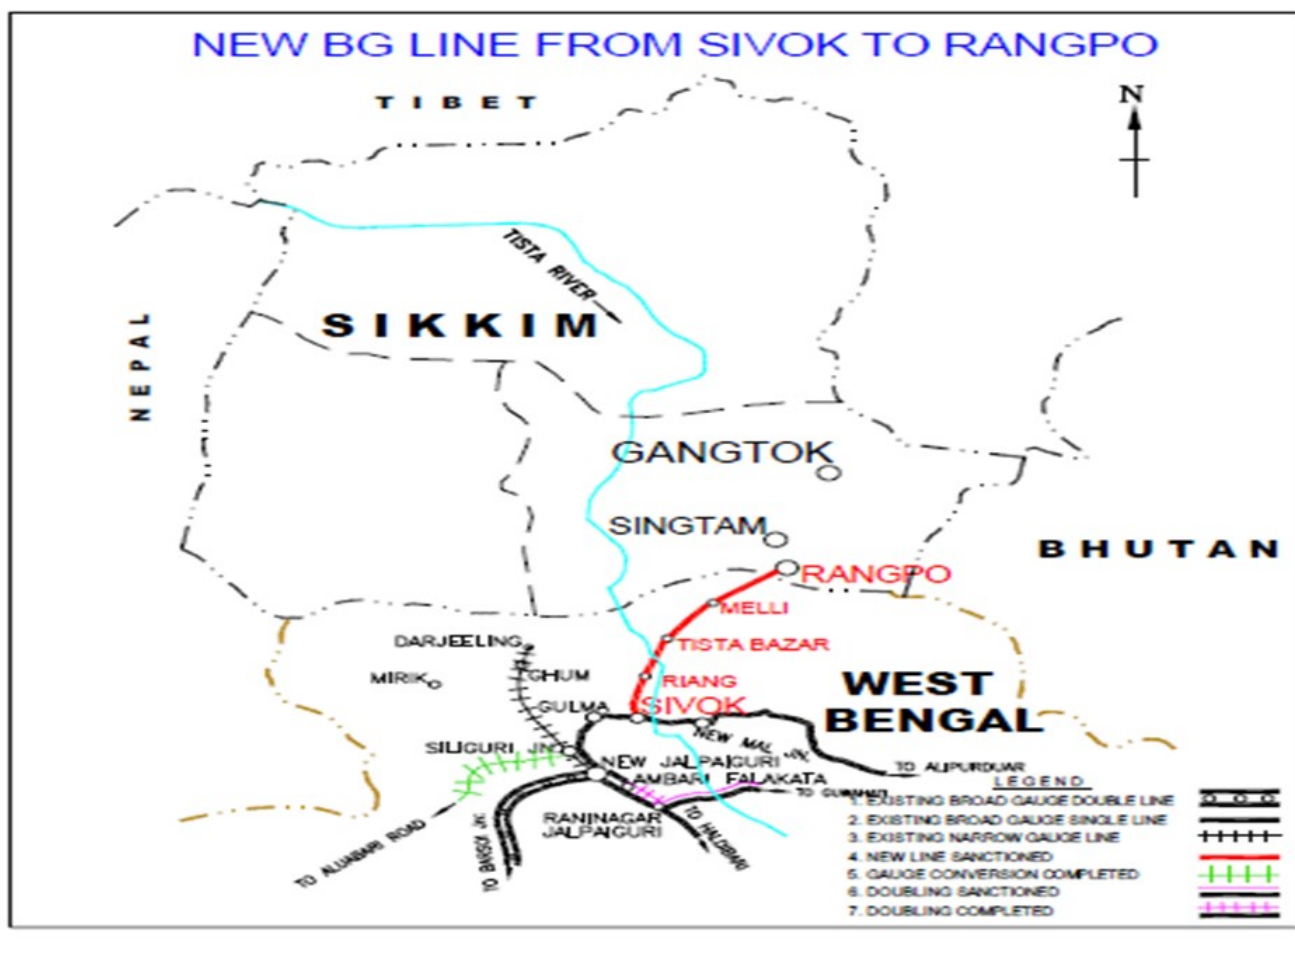 NEW BG LINE FROM SIVOK TO RANGPO
TIBET
N
TISTA RIVER
SIKKIM
NEPAL
GANGTOK
SINGTAM
BHUTAN
RANGPO
MELLI
DARJEELING
TISTA BAZAR
MIRIK
GHUM
RIANG
WEST
BENGAL
GULMA
SIVOK
NEW MAL JN.
SILIGURI JN
NEW JALPAIGURI
TO ALIPURDUAR
AMBARI FALAKATA
TO GUWAHATI
RANINAGAR
JALPAIGURI
TO HALDIBARI
TO ALUABARI ROAD
TO BARSOI JN.
LEGEND
1. EXISTING BROAD GAUGE DOUBLE LINE
2. EXISTING BROAD GAUGE SINGLE LINE
3. EXISTING NARROW GAUGE LINE
4. NEW LINE SANCTIONED
5. GAUGE CONVERSION COMPLETED
6. DOUBLING SANCTIONED
7. DOUBLING COMPLETED